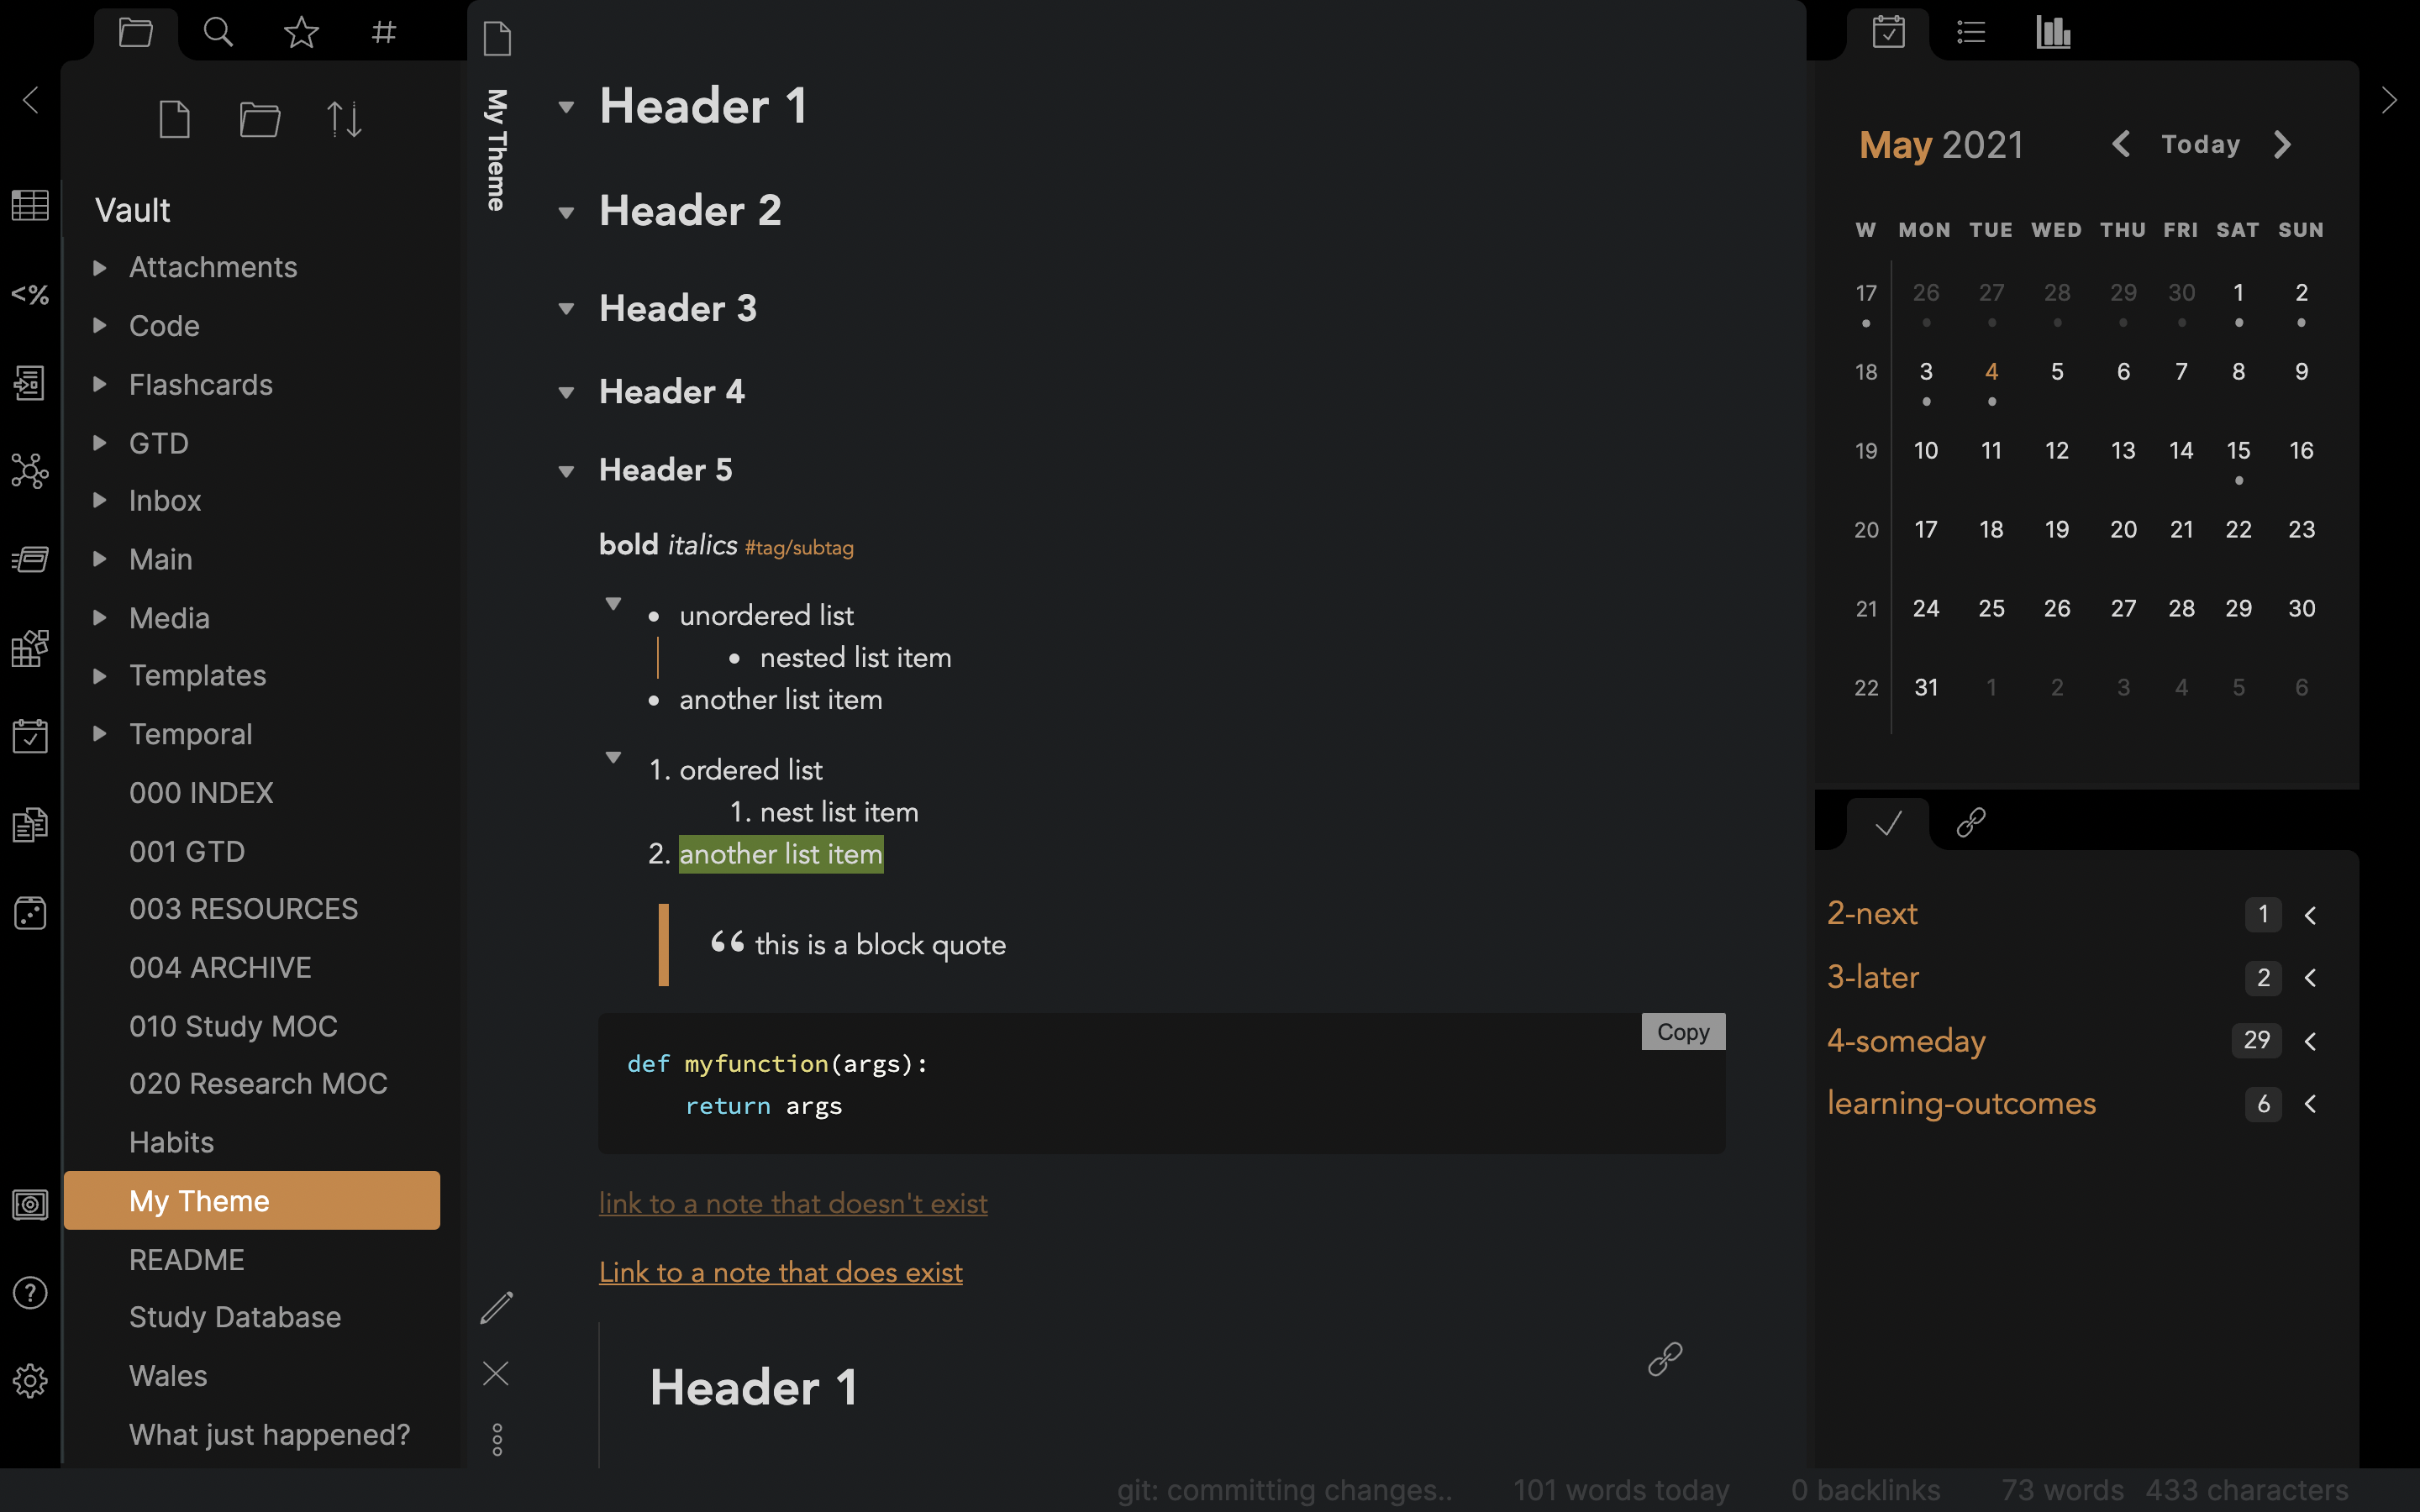 #
<%
Vault
Attachments
Code
Flashcards
GTD
Inbox
Main
Media
Templates
Temporal
000 INDEX
001 GTD
003 RESOURCES
004 ARCHIVE
010 Study MOC
020 Research MOC
Habits
My Theme
README
Study Database
Wales
What just happened?
My Theme
Header 1
Header 2
Header 3
Header 4
Header 5
bold italics #tag/subtag
• unordered list
• nested list item
• another list item
1. ordered list
1. nest list item
2. another list item
“ this is a block quote
Copy
def myfunction(args):
    return args
link to a note that doesn't exist
Link to a note that does exist
Header 1
May 2021 Today
W MON TUE WED THU FRI SAT SUN
17 26 27 28 29 30 1 2
18 3 4 5 6 7 8 9
19 10 11 12 13 14 15 16
20 17 18 19 20 21 22 23
21 24 25 26 27 28 29 30
22 31 1 2 3 4 5 6
2-next 1
3-later 2
4-someday 29
learning-outcomes 6
git: committing changes.. 101 words today 0 backlinks 73 words 433 characters